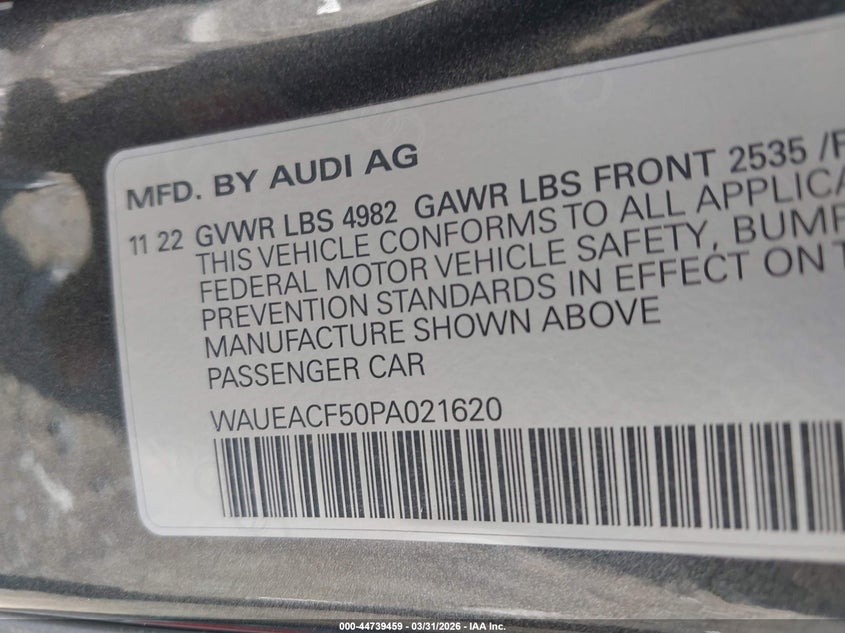 MFD. BY AUDI AG
11 22 GVWR LBS 4982 GAWR LBS FRONT 2535 /F
THIS VEHICLE CONFORMS TO ALL APPLICA
FEDERAL MOTOR VEHICLE SAFETY, BUMP
PREVENTION STANDARDS IN EFFECT ON T
MANUFACTURE SHOWN ABOVE
PASSENGER CAR
WAUEACF50PA021620
000-44739459 - 03/31/2026 - IAA Inc.